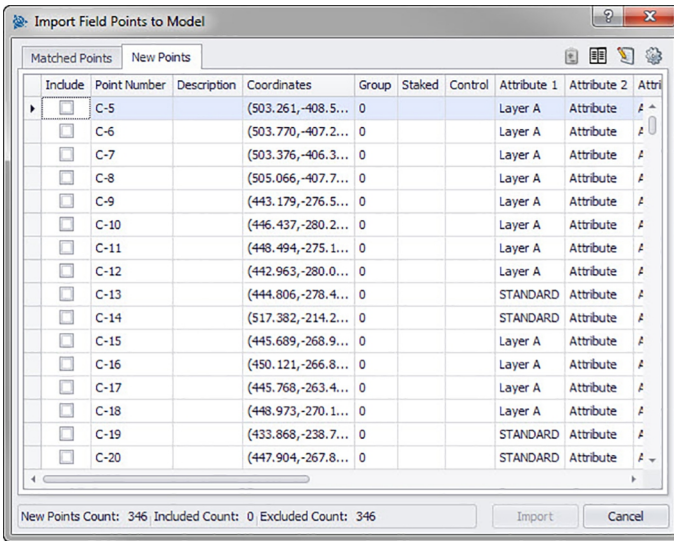 Import Field Points to Model
Matched Points New Points
Include Point Number Description Coordinates Group Staked Control Attribute 1 Attribute 2 Attri
C-5 (503.261,-408.5... 0 Layer A Attribute A
C-6 (503.770,-407.2... 0 Layer A Attribute A
C-7 (503.376,-406.3... 0 Layer A Attribute A
C-8 (505.066,-407.7... 0 Layer A Attribute A
C-9 (443.179,-276.5... 0 Layer A Attribute A
C-10 (446.437,-280.2... 0 Layer A Attribute A
C-11 (448.494,-275.1... 0 Layer A Attribute A
C-12 (442.963,-280.0... 0 Layer A Attribute A
C-13 (444.806,-278.4... 0 STANDARD Attribute A
C-14 (517.382,-214.2... 0 STANDARD Attribute A
C-15 (445.689,-268.9... 0 Layer A Attribute A
C-16 (450.121,-266.8... 0 Layer A Attribute A
C-17 (445.768,-263.4... 0 Layer A Attribute A
C-18 (448.973,-270.1... 0 Layer A Attribute A
C-19 (433.868,-238.7... 0 STANDARD Attribute A
C-20 (447.904,-267.8... 0 STANDARD Attribute A
New Points Count: 346 Included Count: 0 Excluded Count: 346 Import Cancel